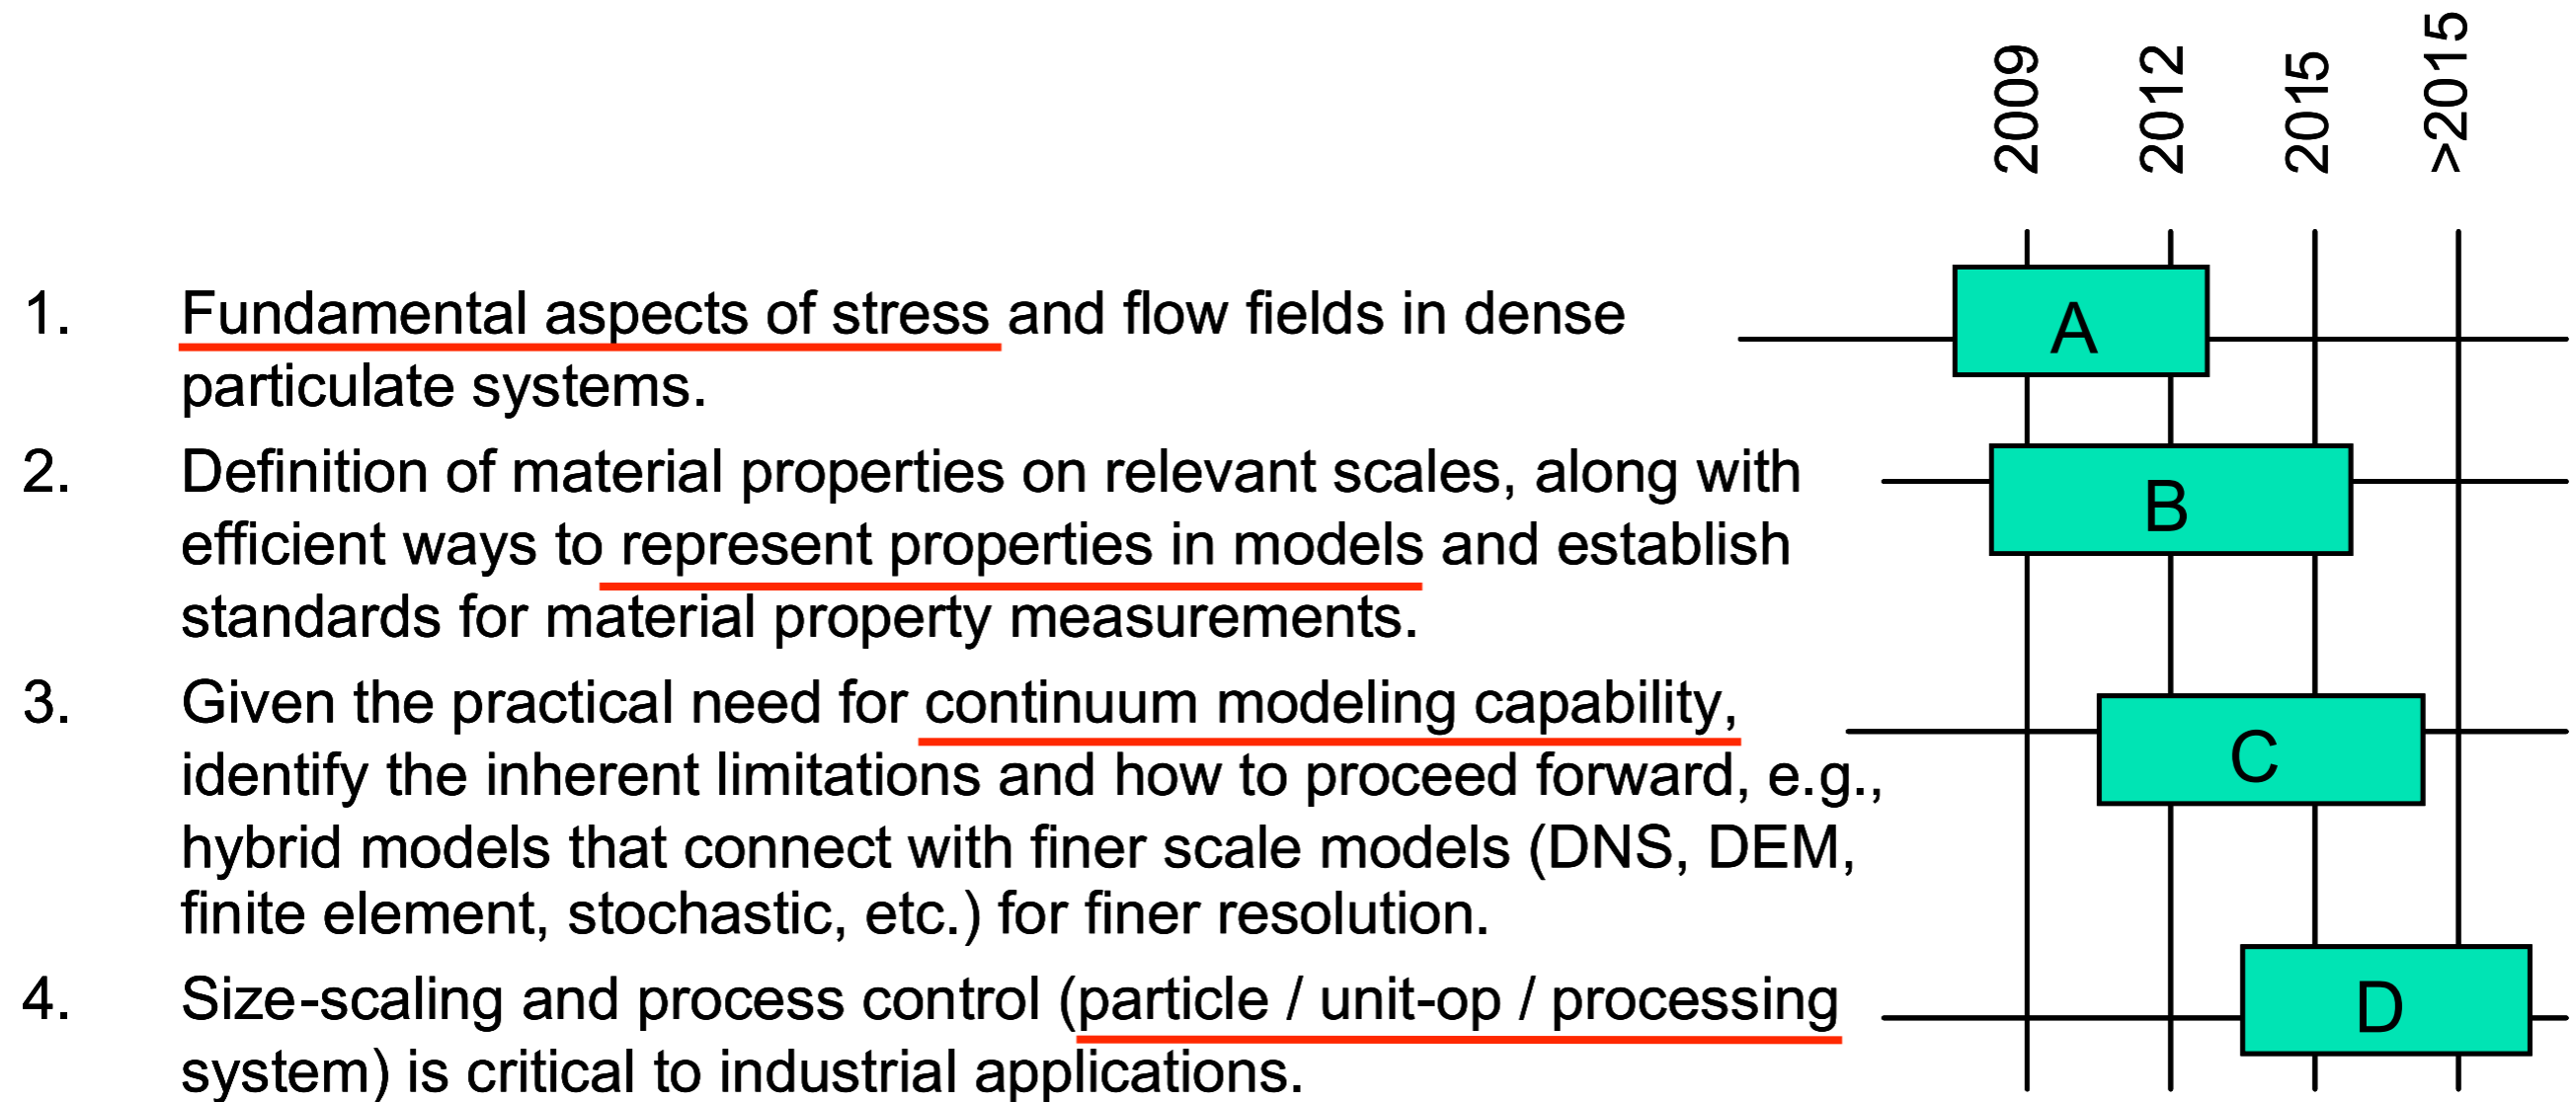 2009
2012
2015
>2015
1. Fundamental aspects of stress and flow fields in dense
particulate systems.
A
2. Definition of material properties on relevant scales, along with
efficient ways to represent properties in models and establish
standards for material property measurements.
B
3. Given the practical need for continuum modeling capability,
identify the inherent limitations and how to proceed forward, e.g.,
hybrid models that connect with finer scale models (DNS, DEM,
finite element, stochastic, etc.) for finer resolution.
C
4. Size-scaling and process control (particle / unit-op / processing
system) is critical to industrial applications.
D